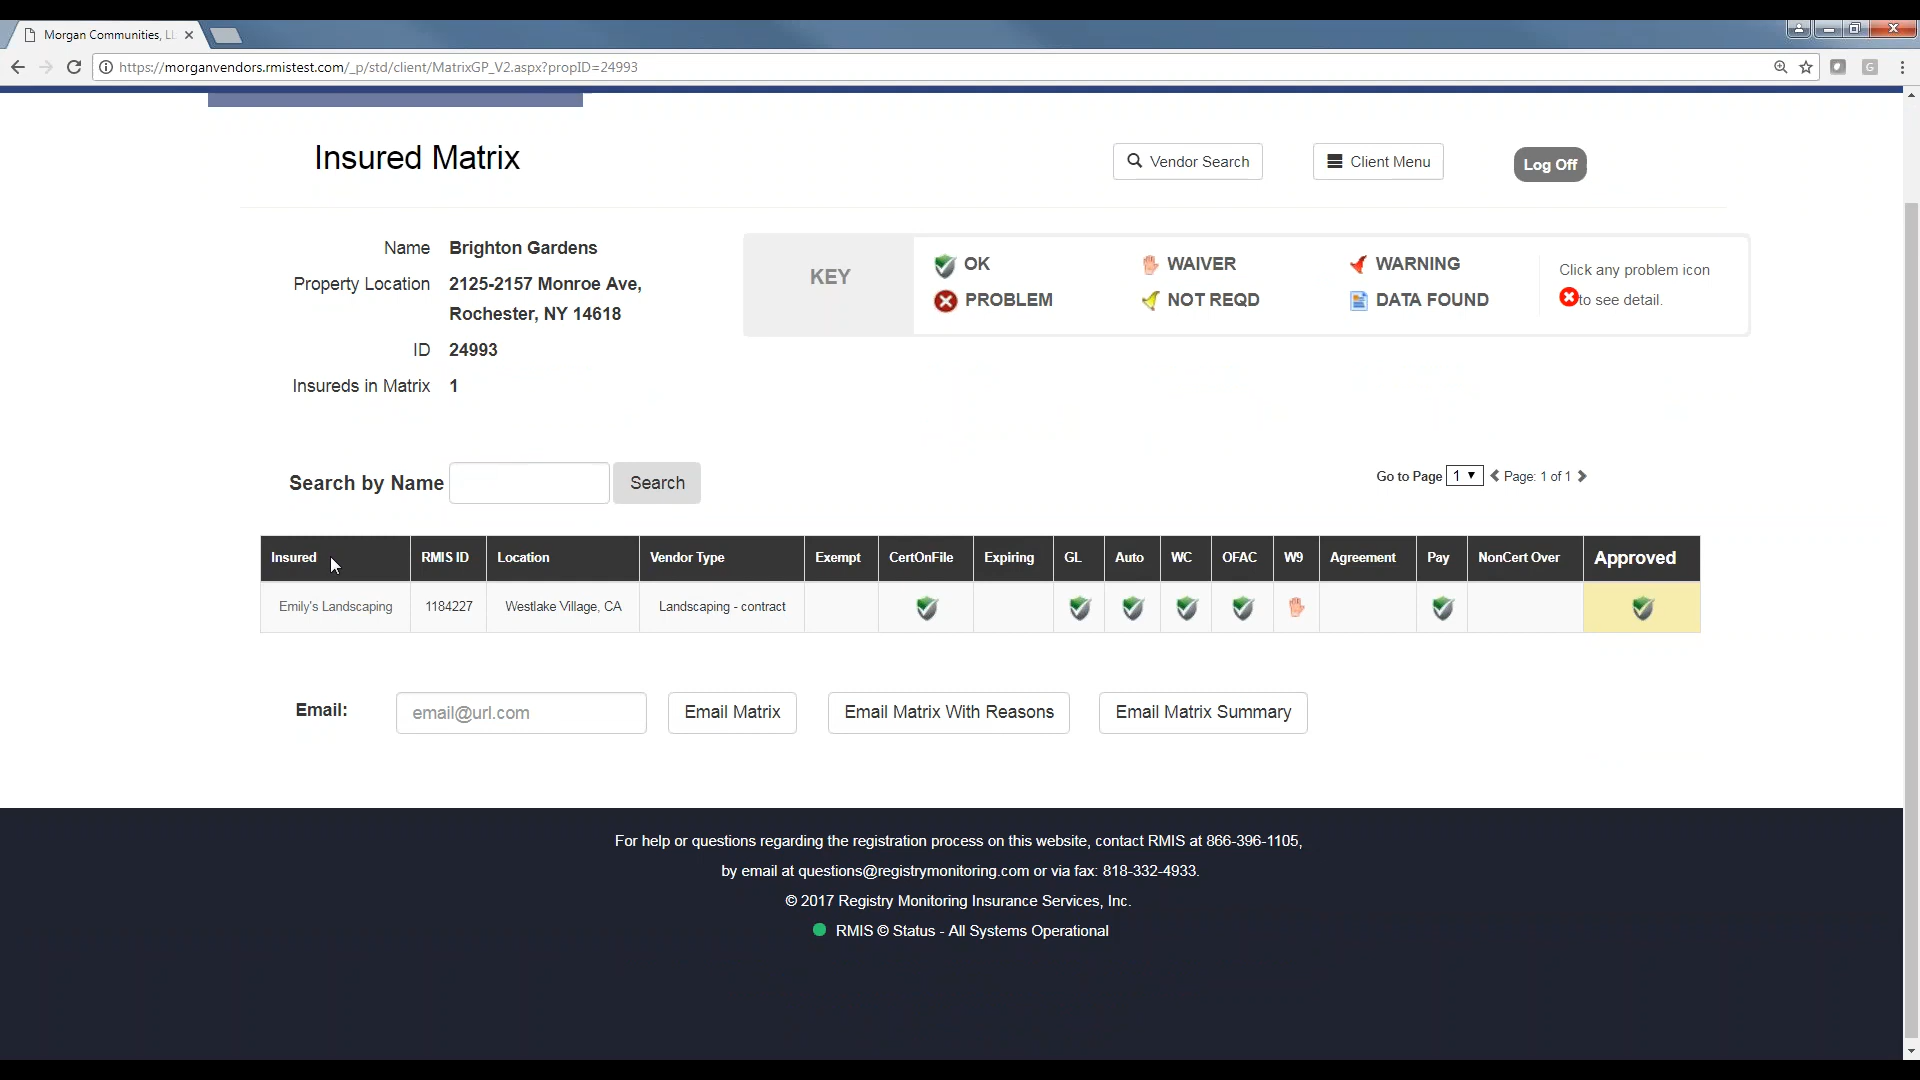 Morgan Communities, LL
https://morganvendors.rmistest.com/_p/std/client/MatrixGP_V2.aspx?propID=24993
G
Insured Matrix
Vendor Search
Client Menu
Log Off
Name Brighton Gardens
Property Location 2125-2157 Monroe Ave,
Rochester, NY 14618
ID 24993
Insureds in Matrix 1
KEY
OK WAIVER WARNING
PROBLEM NOT REQD DATA FOUND
Click any problem icon
to see detail.
Search by Name Search
Go to Page 1 Page: 1 of 1
Insured RMIS ID Location Vendor Type Exempt CertOnFile Expiring GL Auto WC OFAC W9 Agreement Pay NonCert Over Approved
Emily's Landscaping 1184227 Westlake Village, CA Landscaping - contract
Email: email@url.com Email Matrix Email Matrix With Reasons Email Matrix Summary
For help or questions regarding the registration process on this website, contact RMIS at 866-396-1105,
by email at questions@registrymonitoring.com or via fax: 818-332-4933.
© 2017 Registry Monitoring Insurance Services, Inc.
RMIS © Status - All Systems Operational